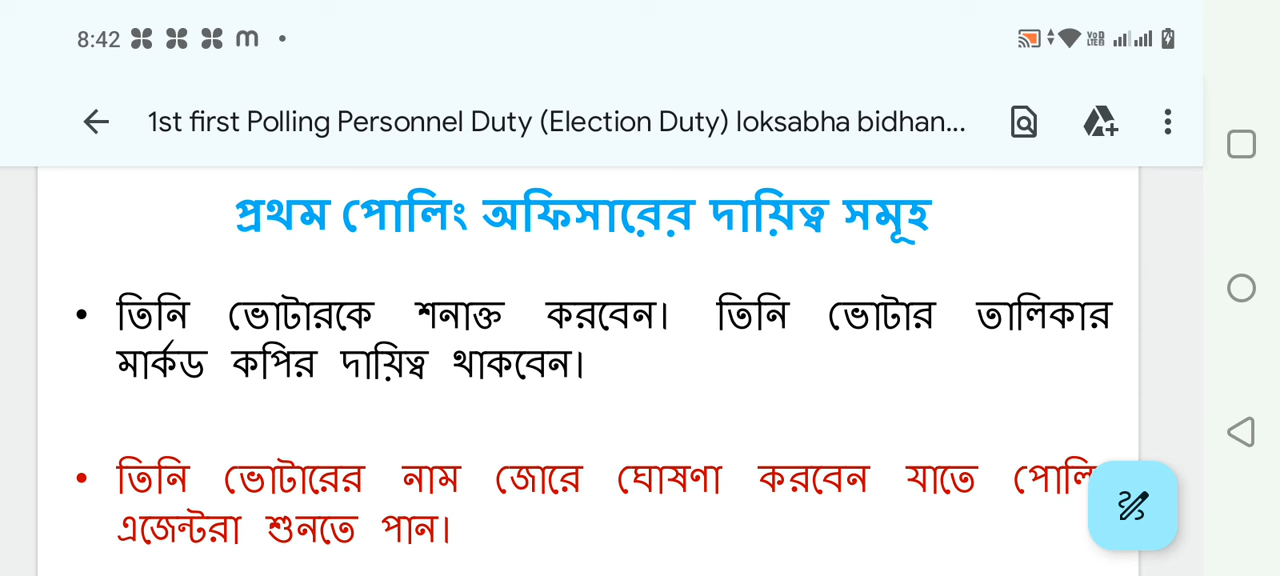 8:42
1st first Polling Personnel Duty (Election Duty) loksabha bidhan...
প্রথম পোলিং অফিসারের দায়িত্ব সমূহ
• তিনি ভোটারকে শনাক্ত করবেন। তিনি ভোটার তালিকার
মার্কড কপির দায়িত্ব থাকবেন।
• তিনি ভোটারের নাম জোরে ঘোষণা করবেন যাতে
এজেন্টরা শুনতে পান।